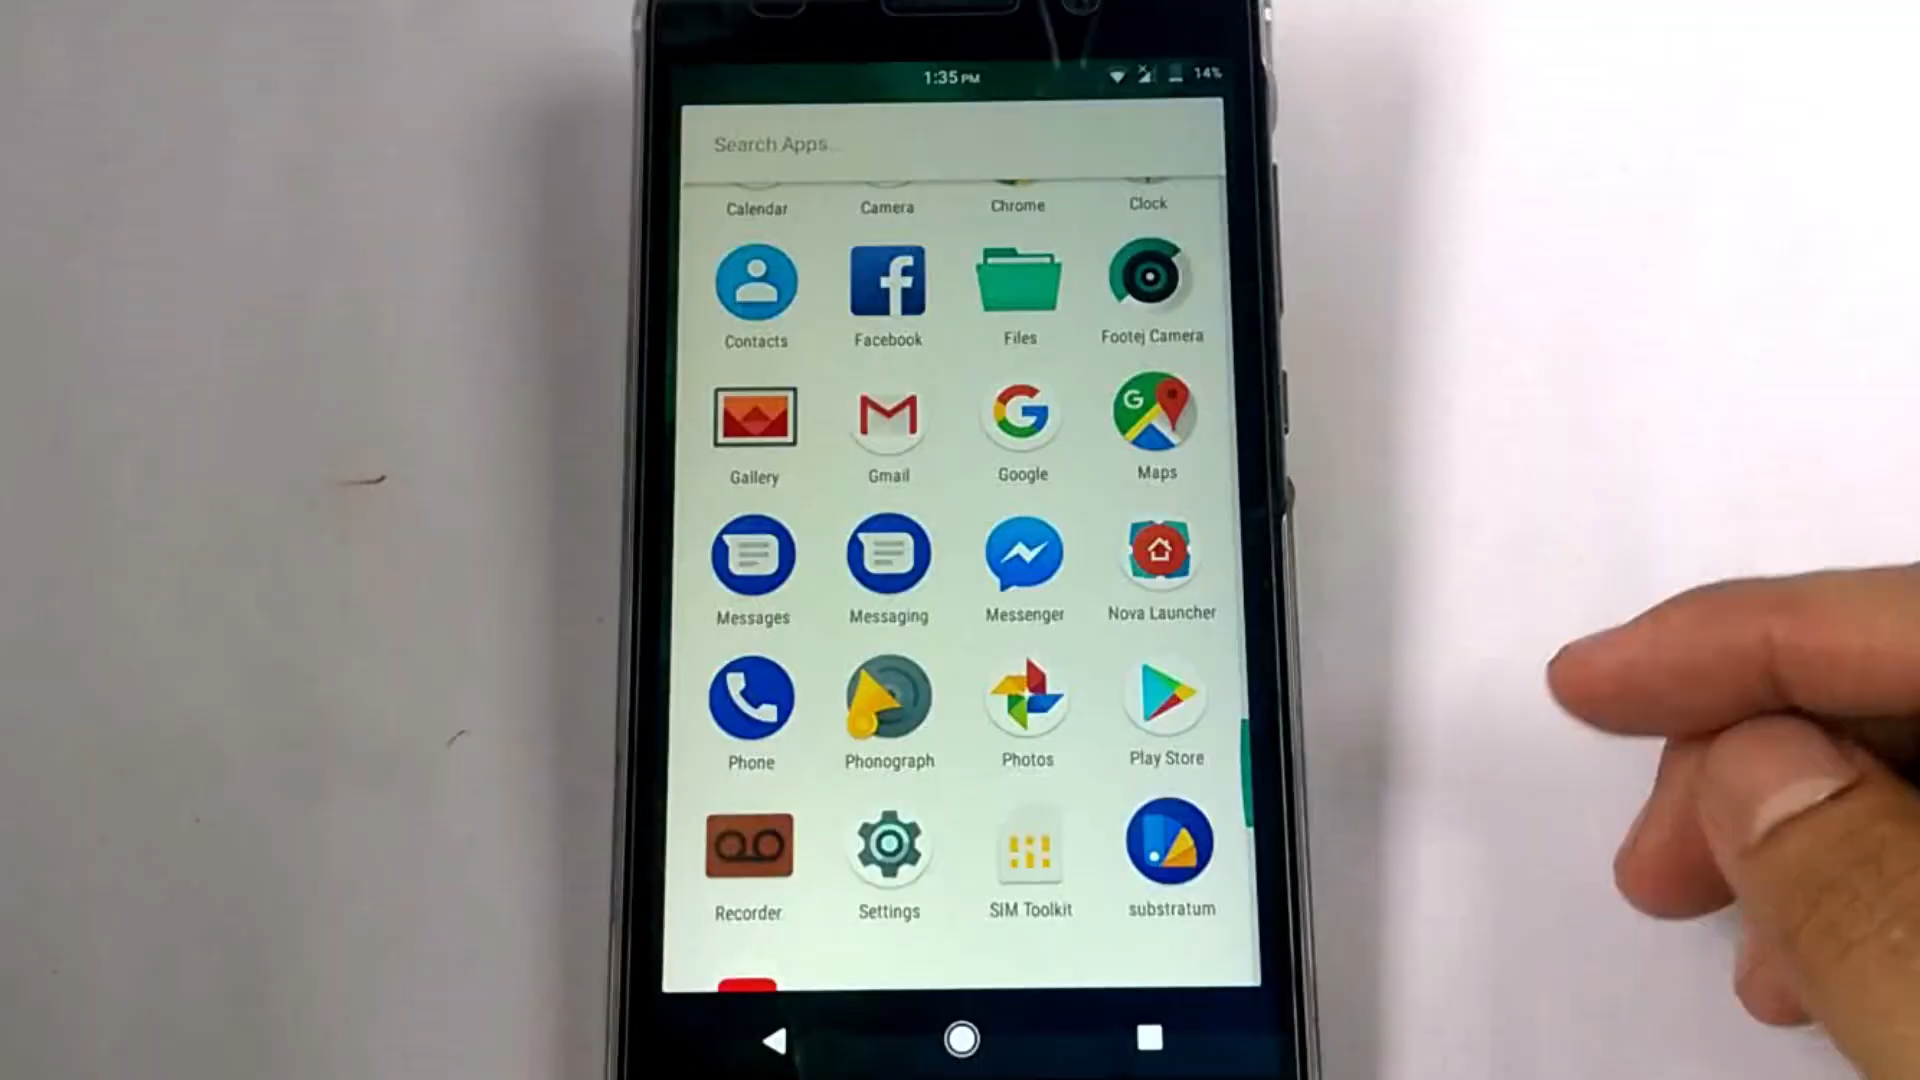 1:35 PM 14%
Search Apps...
Calendar Camera Chrome Clock
Contacts Facebook Files Footej Camera
Gallery Gmail Google Maps
Messages Messaging Messenger Nova Launcher
Phone Phonograph Photos Play Store
Recorder Settings SIM Toolkit substratum